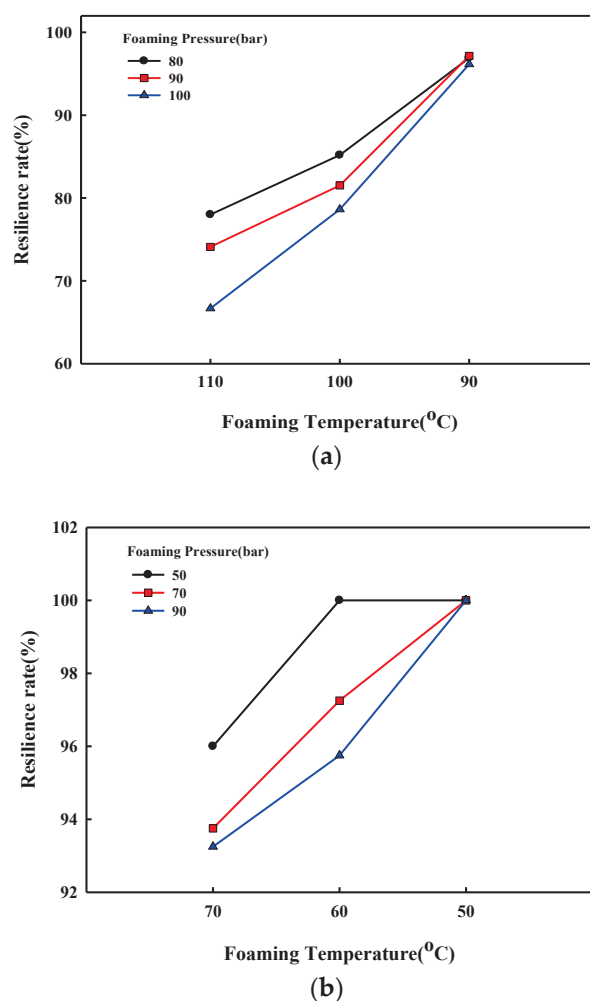 Foaming Pressure(bar)
80
90
100
Resilience rate(%)
100
90
80
70
60
110 100 90
Foaming Temperature(°C)
(a)
Foaming Pressure(bar)
50
70
90
Resilience rate(%)
102
100
98
96
94
92
70 60 50
Foaming Temperature(°C)
(b)